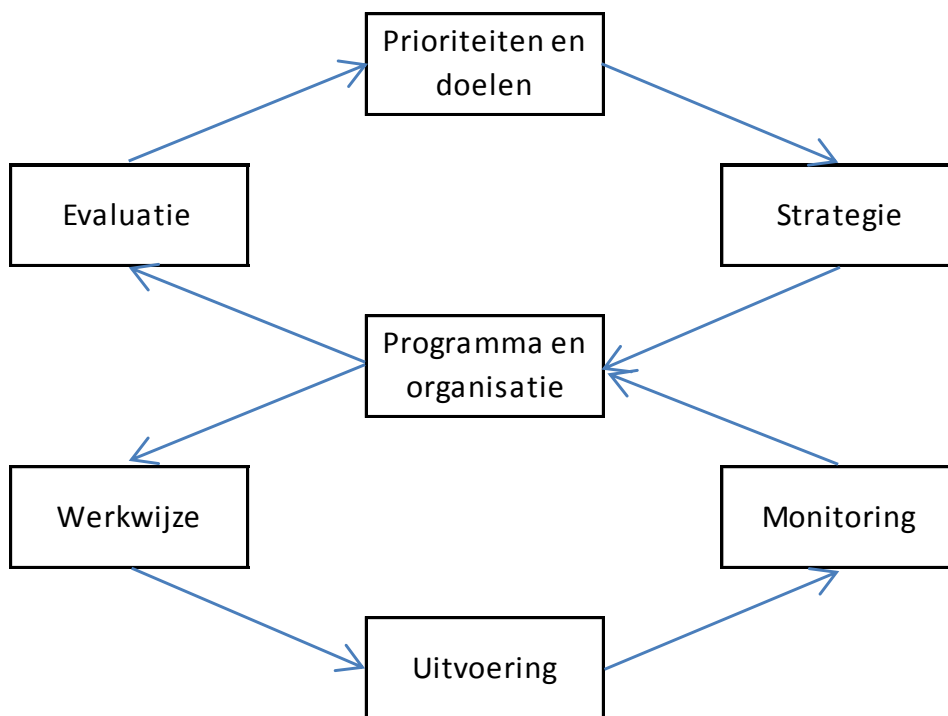 Prioriteiten en
doelen
Evaluatie
Strategie
Programma en
organisatie
Werkwijze
Monitoring
Uitvoering